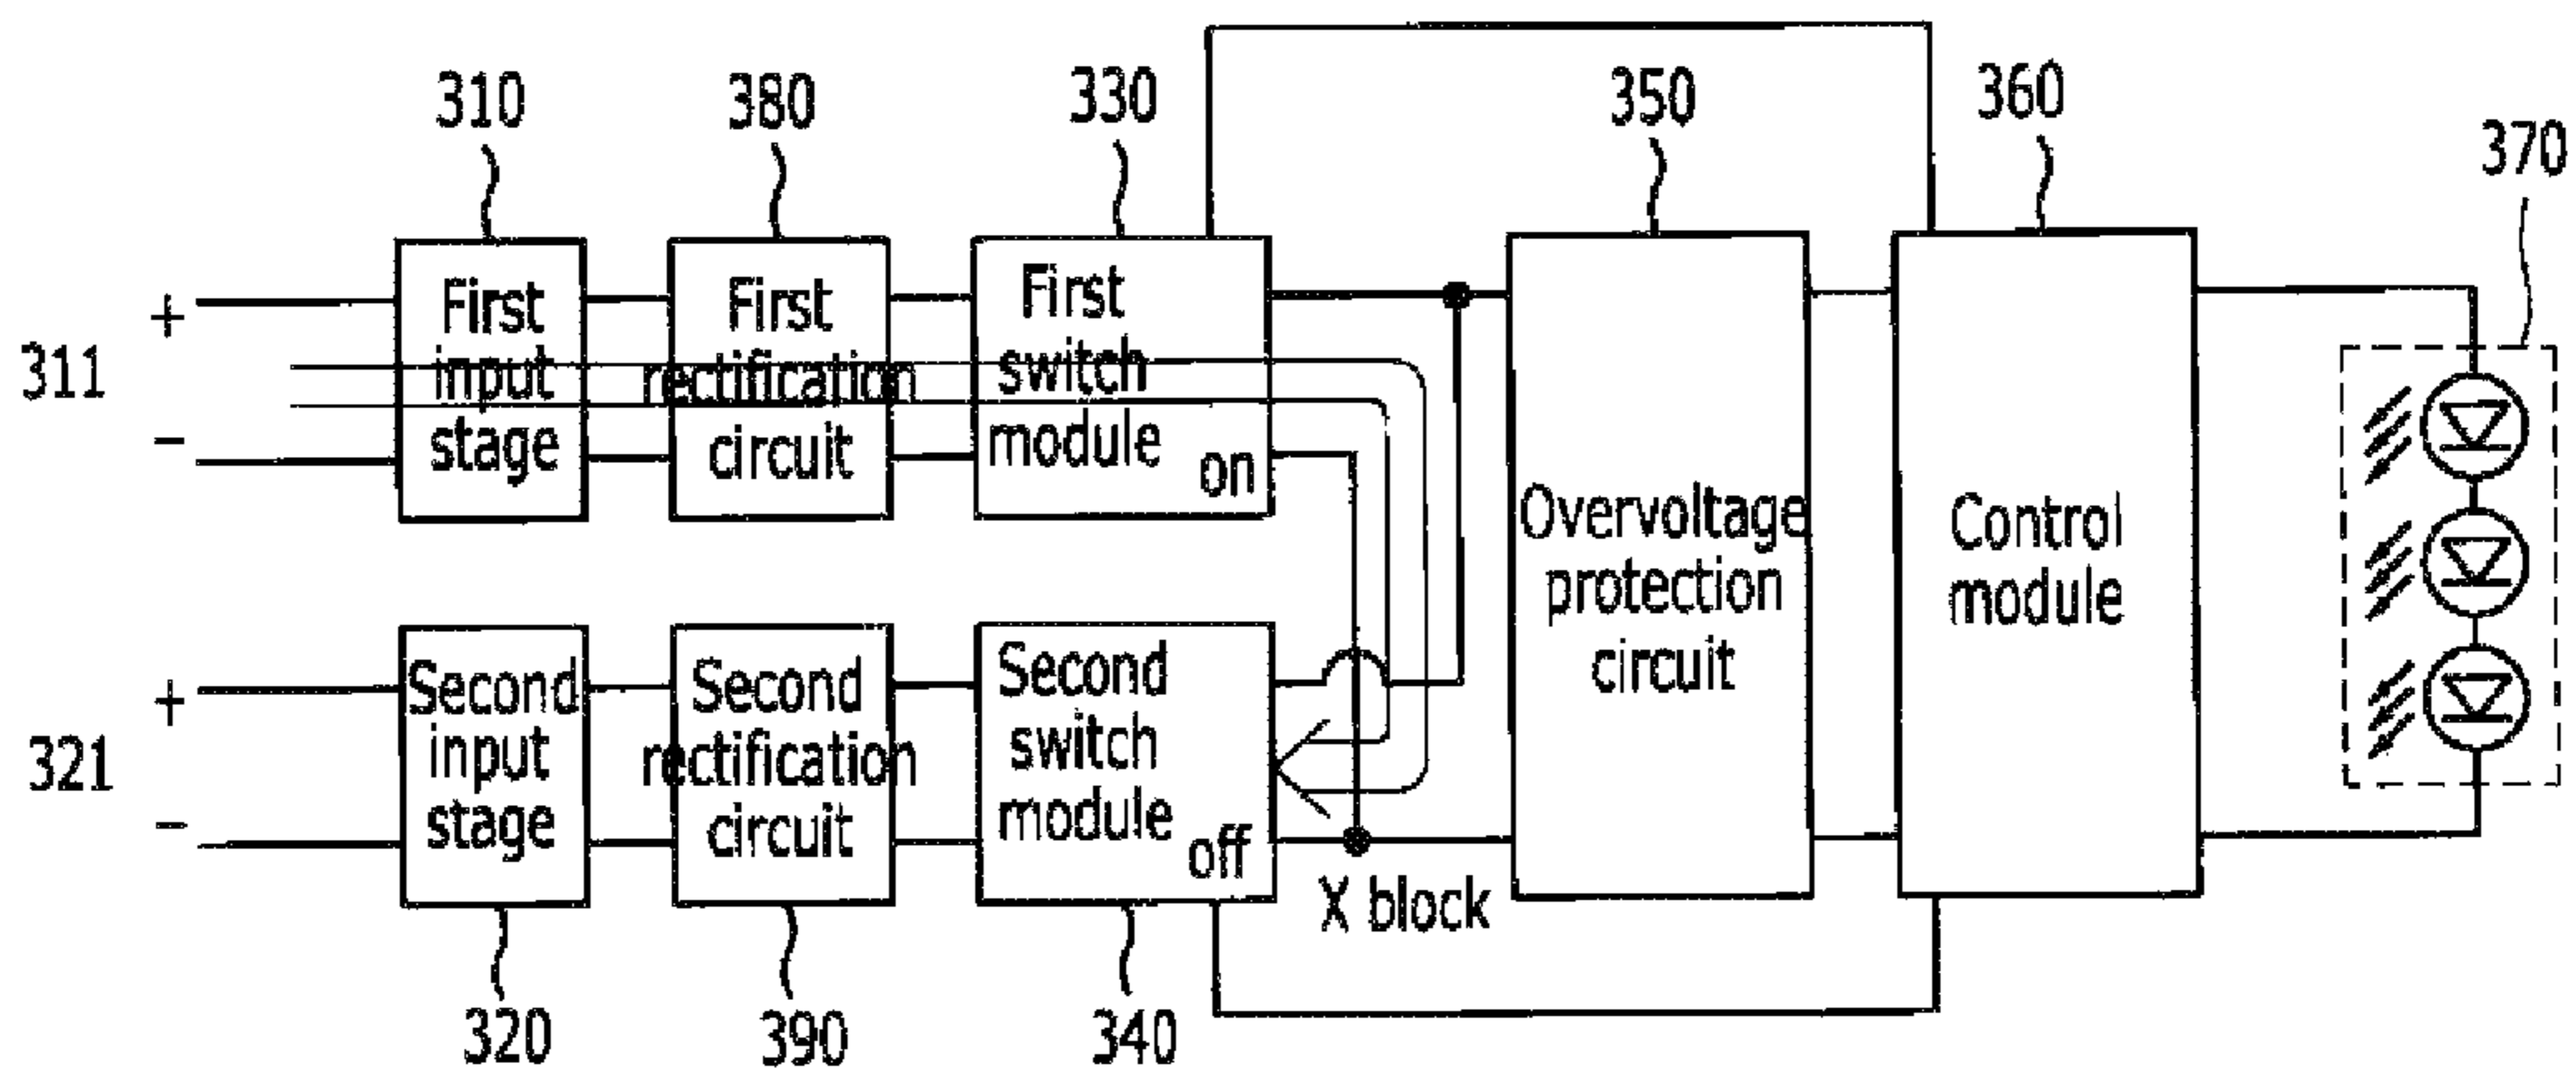 310
380
330
350
360
370
311
+
−
First
input
stage
First
rectification
circuit
First
switch
module
on
Overvoltage
protection
circuit
Control
module
321
+
−
Second
input
stage
Second
rectification
circuit
Second
switch
module
off
X block
320
390
340